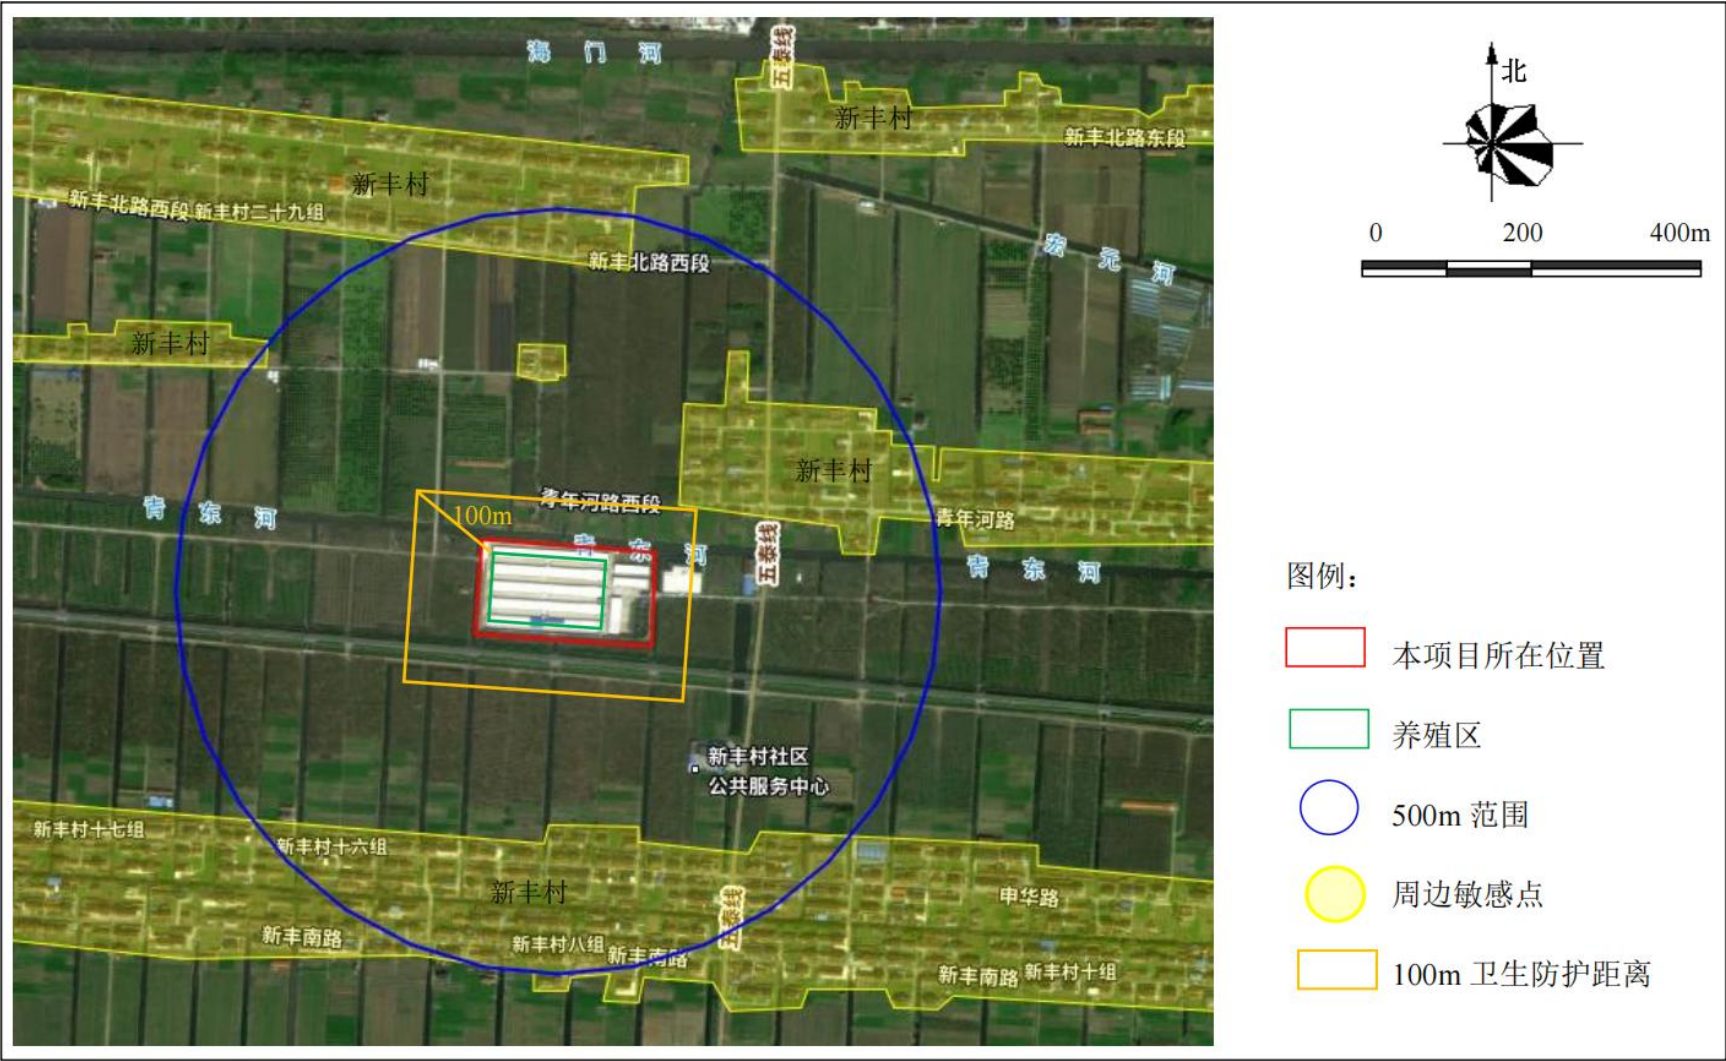 海门河
五泰线
新丰村
新丰北路东段
新丰村
新丰北路西段 新丰村二十九组
新丰北路西段
宏元河
新丰村
新丰村
青年河路西段
青东河
100m
青年河路
青东河
五泰线
青东河
新丰村社区
公共服务中心
新丰村十七组
新丰村十六组
新丰村
申华路
五泰线
新丰南路
新丰村八组
新丰南路
新丰南路 新丰村十组
北
0 200 400m
图例：
本项目所在位置
养殖区
500m 范围
周边敏感点
100m 卫生防护距离